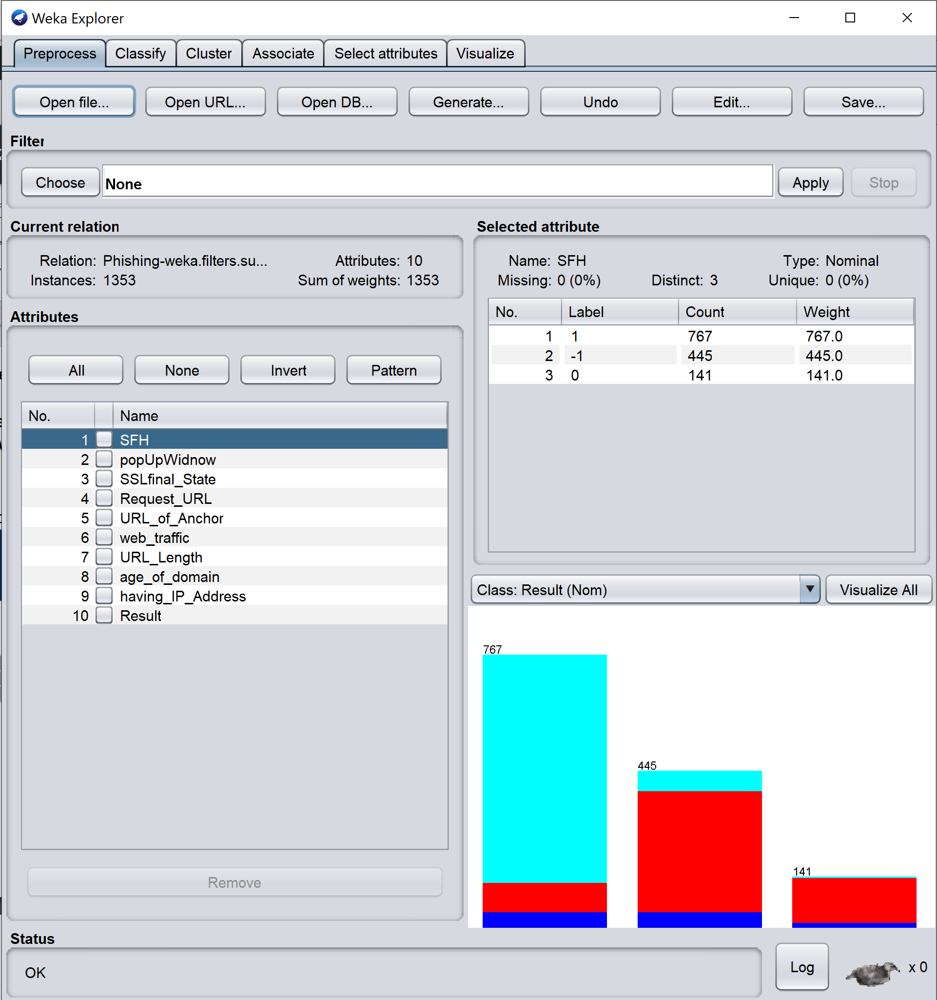 Weka Explorer
Preprocess Classify Cluster Associate Select attributes Visualize
Open file... Open URL... Open DB... Generate... Undo Edit... Save...
Filter
Choose None Apply Stop
Current relation
Relation: Phishing-weka.filters.su... Attributes: 10
Instances: 1353 Sum of weights: 1353
Attributes
All None Invert Pattern
No. Name
1 SFH
2 popUpWidnow
3 SSLfinal_State
4 Request_URL
5 URL_of_Anchor
6 web_traffic
7 URL_Length
8 age_of_domain
9 having_IP_Address
10 Result
Remove
Selected attribute
Name: SFH Type: Nominal
Missing: 0 (0%) Distinct: 3 Unique: 0 (0%)
No. Label Count Weight
1 1 767 767.0
2 -1 445 445.0
3 0 141 141.0
Class: Result (Nom) Visualize All
767
445
141
Status
OK
Log x 0